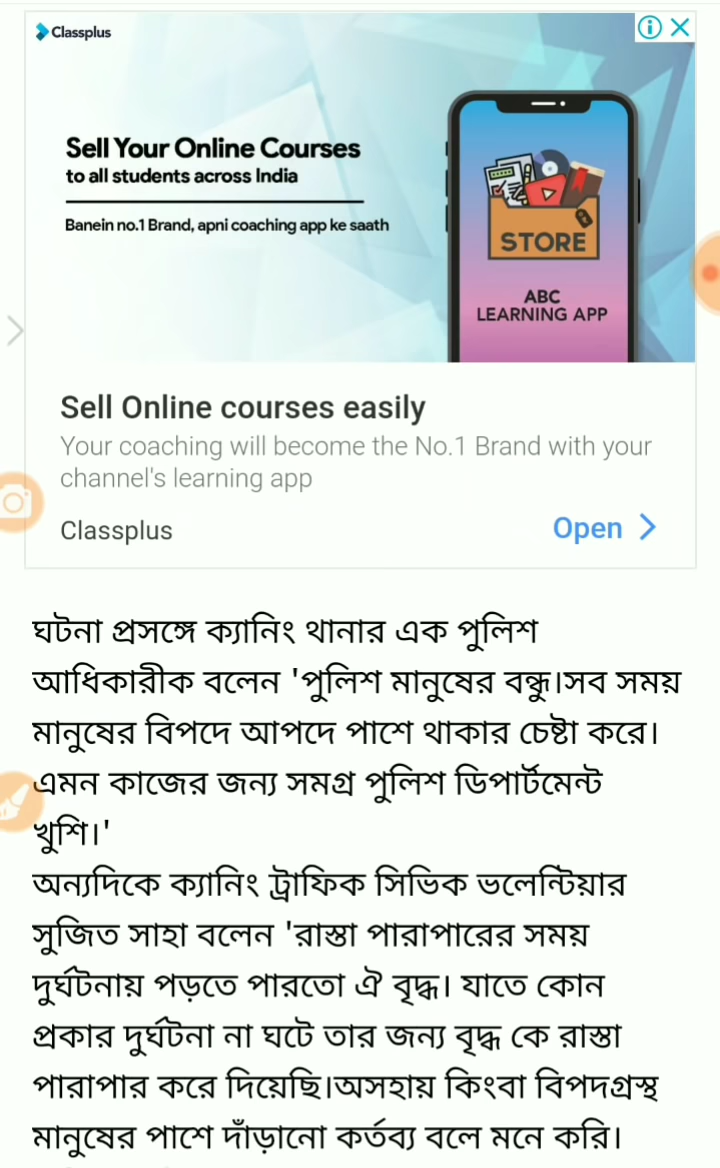 Classplus
Sell Your Online Courses
to all students across India
Banein no.1 Brand, apni coaching app ke saath
STORE
ABC
LEARNING APP
Sell Online courses easily
Your coaching will become the No.1 Brand with your
channel's learning app
Classplus
Open
ঘটনা প্রসঙ্গে ক্যানিং থানার এক পুলিশ
আধিকারীক বলেন 'পুলিশ মানুষের বন্ধু।সব সময়
মানুষের বিপদে আপদে পাশে থাকার চেষ্টা করে।
এমন কাজের জন্য সমগ্র পুলিশ ডিপার্টমেন্ট
খুশি।'
অন্যদিকে ক্যানিং ট্রাফিক সিভিক ভলেন্টিয়ার
সুজিত সাহা বলেন 'রাস্তা পারাপারের সময়
দুর্ঘটনায় পড়তে পারতো ঐ বৃদ্ধ। যাতে কোন
প্রকার দুর্ঘটনা না ঘটে তার জন্য বৃদ্ধ কে রাস্তা
পারাপার করে দিয়েছি।অসহায় কিংবা বিপদগ্রস্থ
মানুষের পাশে দাঁড়ানো কর্তব্য বলে মনে করি।